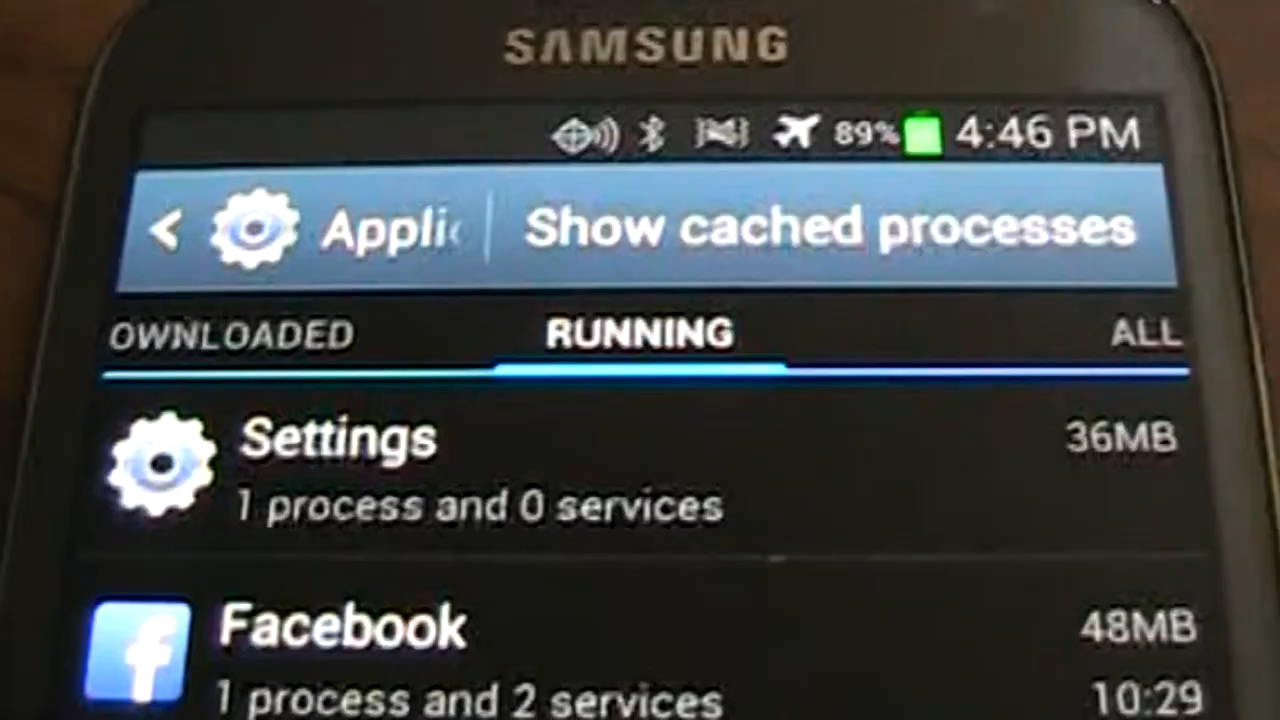 SAMSUNG
89% 4:46 PM
Applic Show cached processes
OWNLOADED RUNNING ALL
Settings 36MB
1 process and 0 services
Facebook 48MB
1 process and 2 services 10:29